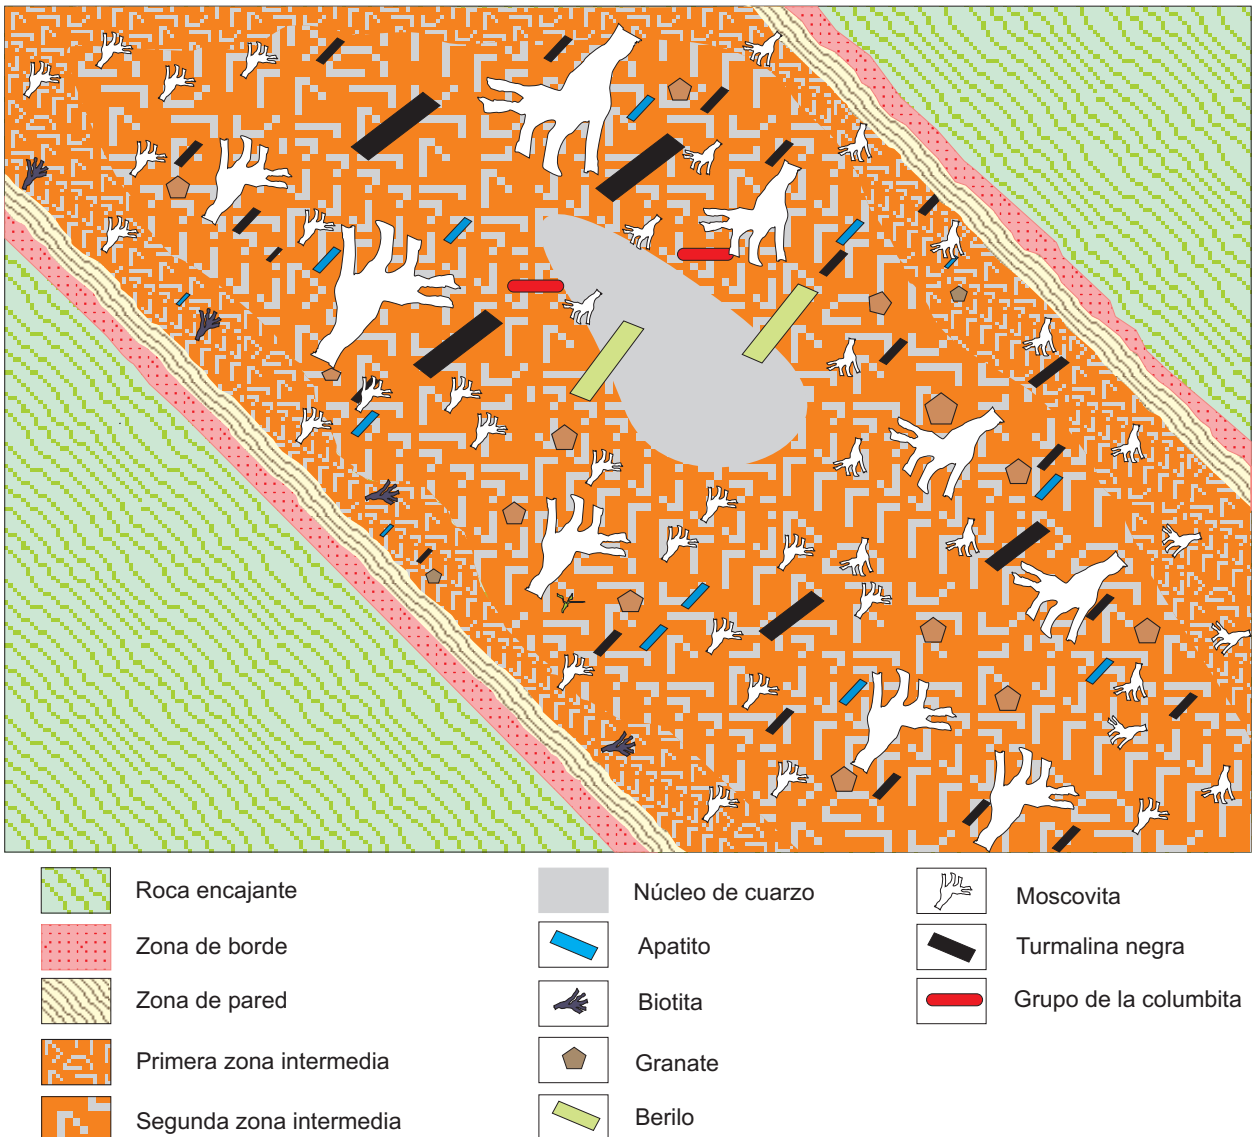 Roca encajante
Zona de borde
Zona de pared
Primera zona intermedia
Segunda zona intermedia
Núcleo de cuarzo
Apatito
Biotita
Granate
Berilo
Moscovita
Turmalina negra
Grupo de la columbita